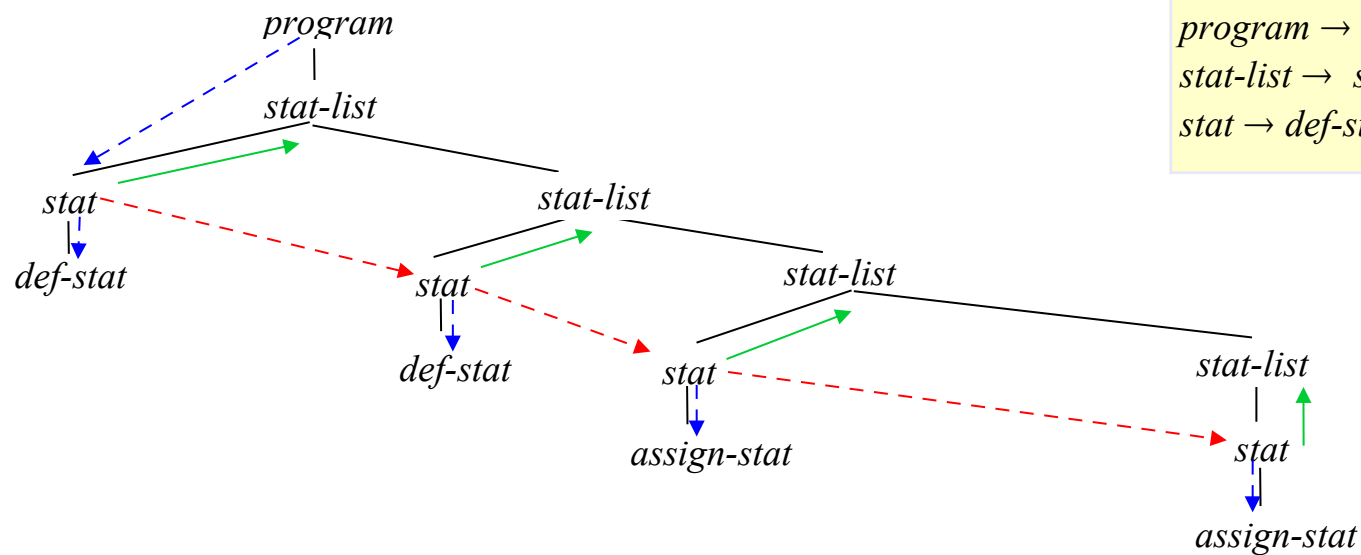 program
program →
stat-list →
stat → def-
stat-list
stat
stat-list
def-stat
stat
stat-list
def-stat
stat
stat-list
assign-stat
stat
assign-stat